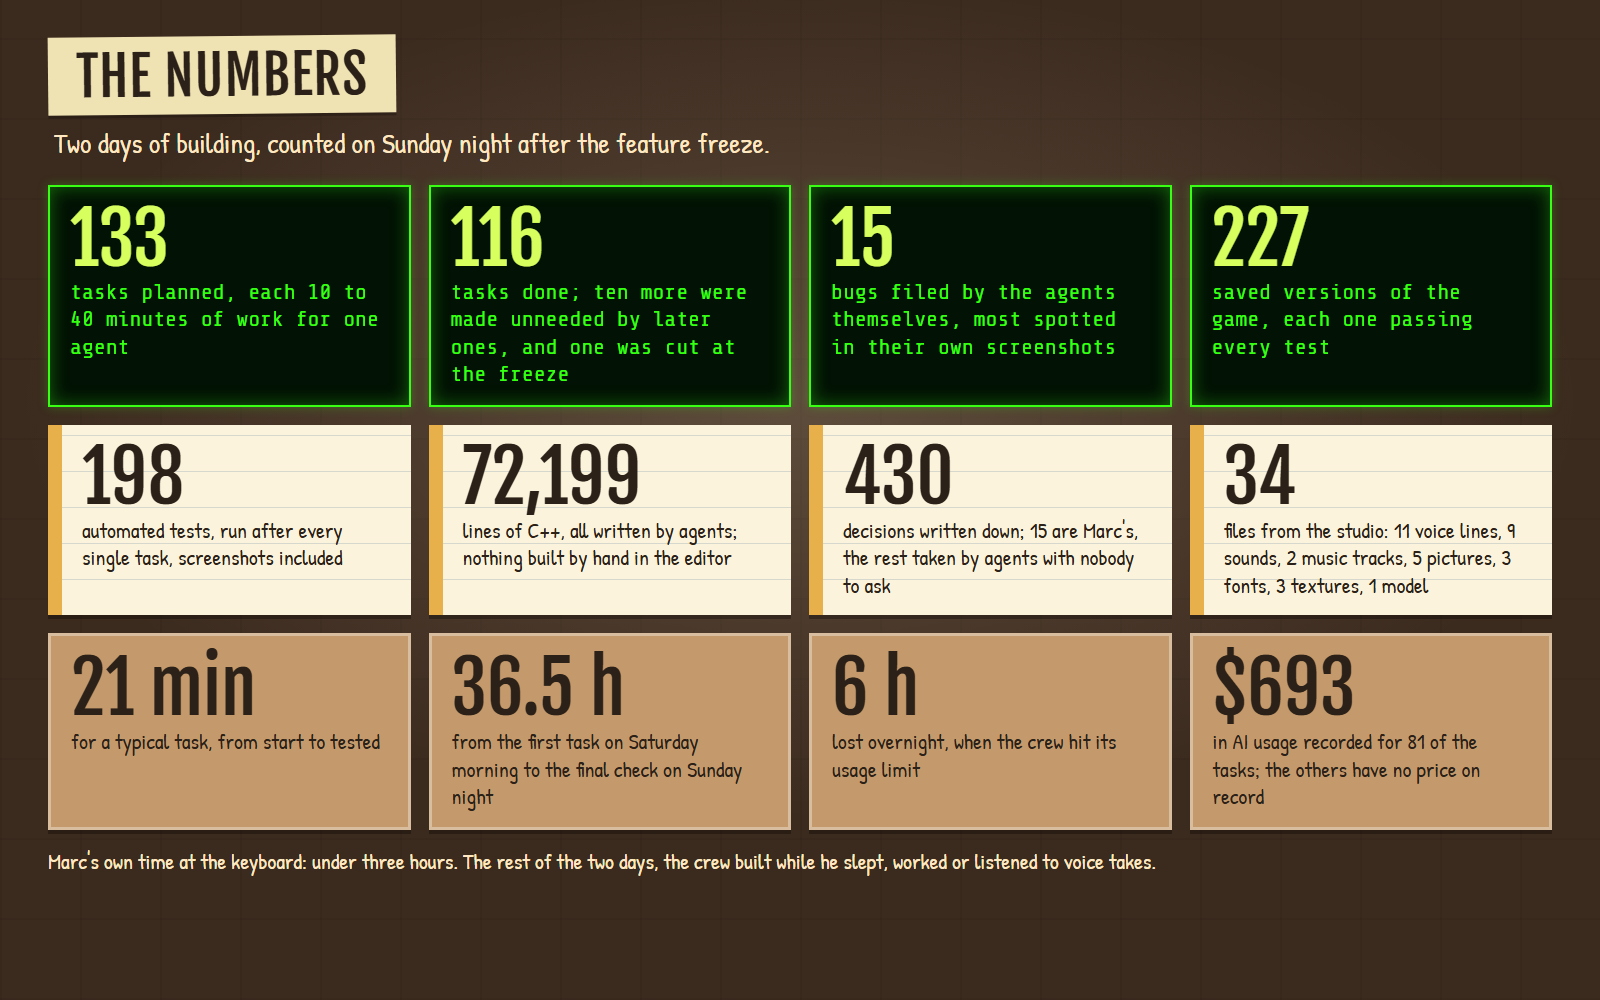 THE NUMBERS
Two days of building, counted on Sunday night after the feature freeze.
133
tasks planned, each 10 to
40 minutes of work for one
agent
116
tasks done; ten more were
made unneeded by later
ones, and one was cut at
the freeze
15
bugs filed by the agents
themselves, most spotted
in their own screenshots
227
saved versions of the
game, each one passing
every test
198
automated tests, run after every
single task, screenshots included
72,199
lines of C++, all written by agents;
nothing built by hand in the editor
430
decisions written down; 15 are Marc's,
the rest taken by agents with nobody
to ask
34
files from the studio: 11 voice lines, 9
sounds, 2 music tracks, 5 pictures, 3
fonts, 3 textures, 1 model
21 min
for a typical task, from start to tested
36.5 h
from the first task on Saturday
morning to the final check on Sunday
night
6 h
lost overnight, when the crew hit its
usage limit
$693
in AI usage recorded for 81 of the
tasks; the others have no price on
record
Marc's own time at the keyboard: under three hours. The rest of the two days, the crew built while he slept, worked or listened to voice takes.